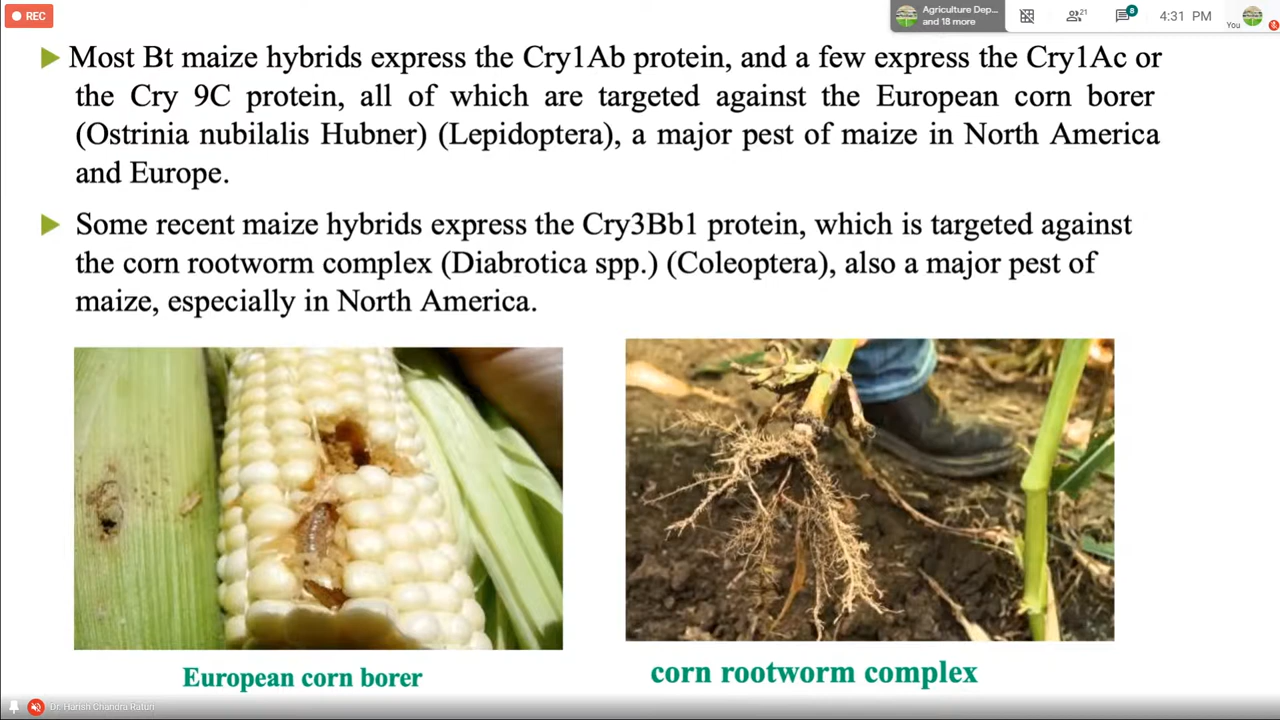 REC
Agriculture Dep...
and 18 more
21
8
4:31 PM
You
Most Bt maize hybrids express the Cry1Ab protein, and a few express the Cry1Ac or
the Cry 9C protein, all of which are targeted against the European corn borer
(Ostrinia nubilalis Hubner) (Lepidoptera), a major pest of maize in North America
and Europe.
Some recent maize hybrids express the Cry3Bb1 protein, which is targeted against
the corn rootworm complex (Diabrotica spp.) (Coleoptera), also a major pest of
maize, especially in North America.
European corn borer
corn rootworm complex
Dr. Harish Chandra Raturi